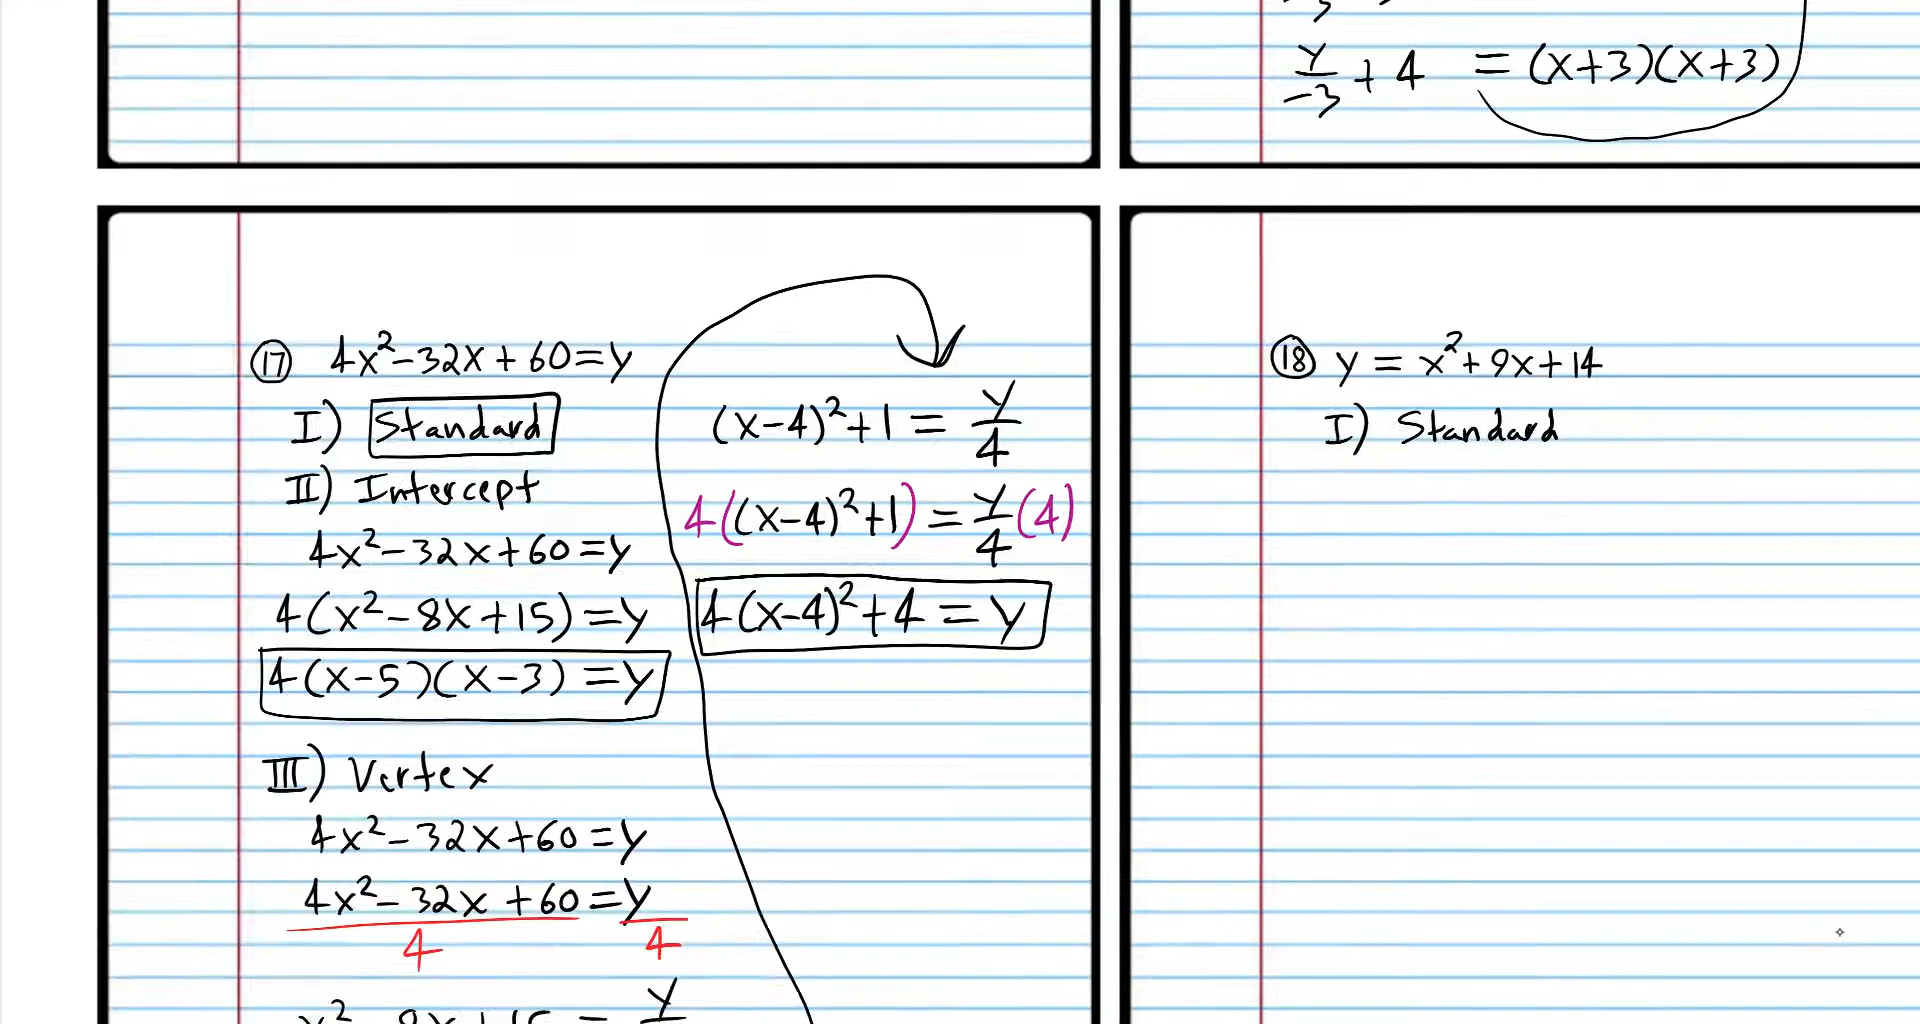 y/-3 + 4 = (x+3)(x+3)
⑰ 4x²-32x+60=y
I) Standard
II) Intercept
4x²-32x+60=y
4(x²-8x+15)=y
4(x-5)(x-3)=y
III) Vertex
4x²-32x+60=y
4x²-32x+60=y
4 4
(x-4)²+1=y/4
4((x-4)²+1)=y/4(4)
4(x-4)²+4=y
⑱ y=x²+9x+14
I) Standard